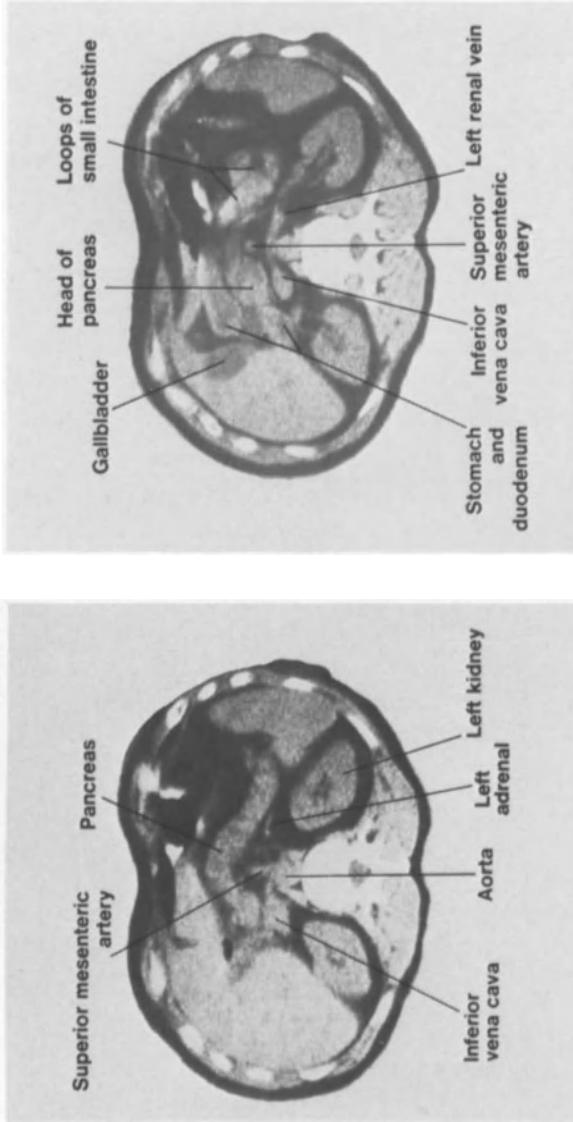 Superior mesenteric
artery
Pancreas
Inferior
vena cava
Aorta
Left
adrenal
Left kidney
Gallbladder
Head of
pancreas
Loops of
small intestine
Stomach
and
duodenum
Inferior
vena cava
Superior
mesenteric
artery
Left renal vein